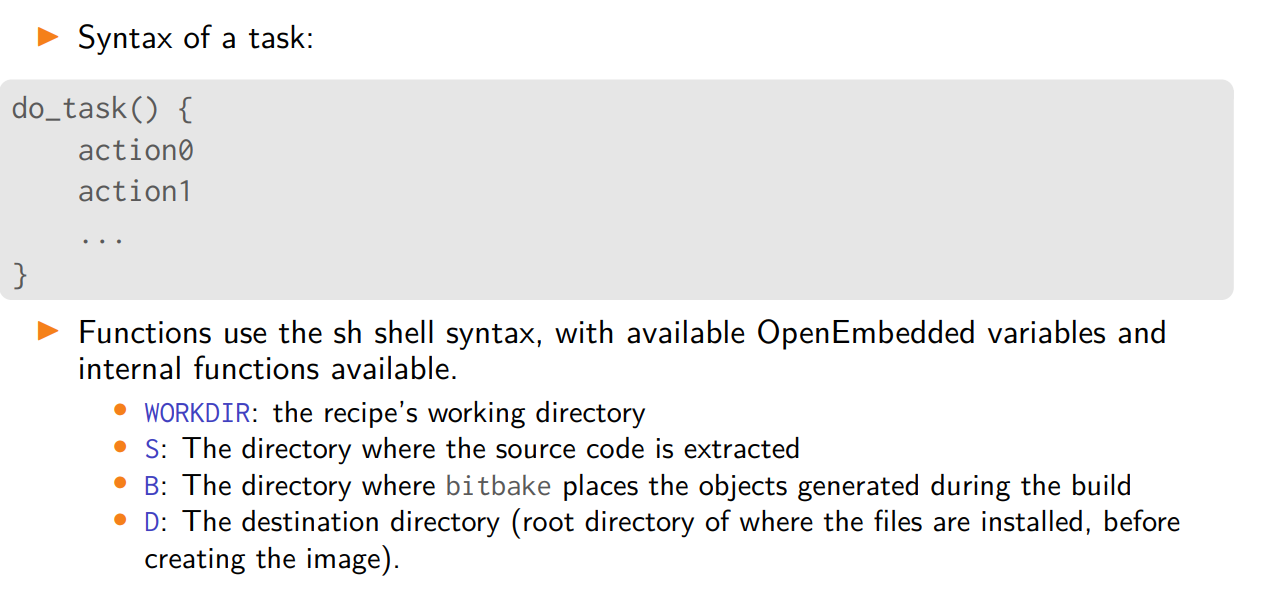 Syntax of a task:
do_task() {
    action0
    action1
    ...
}
Functions use the sh shell syntax, with available OpenEmbedded variables and
internal functions available.
WORKDIR: the recipe's working directory
S: The directory where the source code is extracted
B: The directory where bitbake places the objects generated during the build
D: The destination directory (root directory of where the files are installed, before
creating the image).